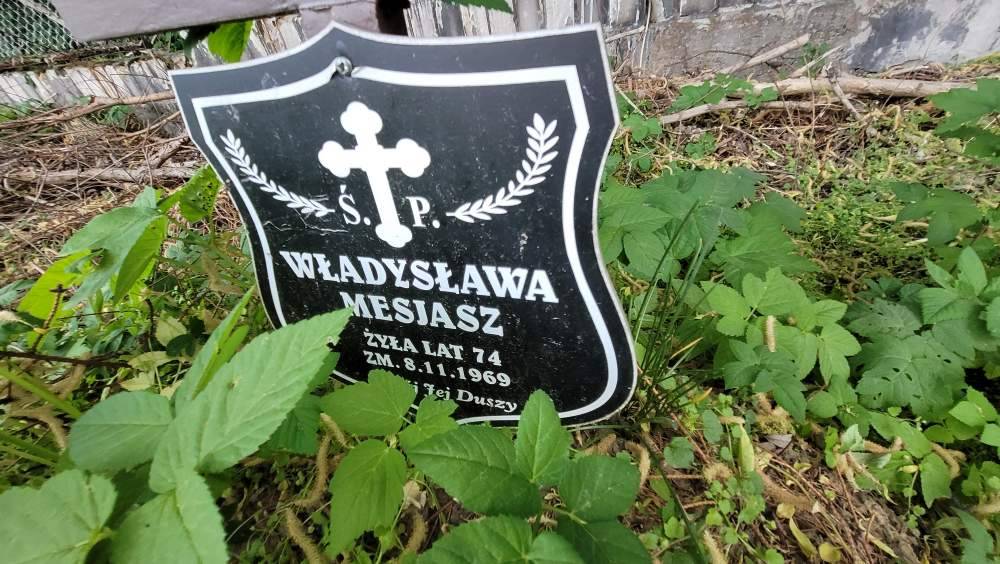 Ś. P.
WŁADYSŁAWA
MESJASZ
ŻYŁA LAT 74
ZM. 8.11.1969
Jej Duszy